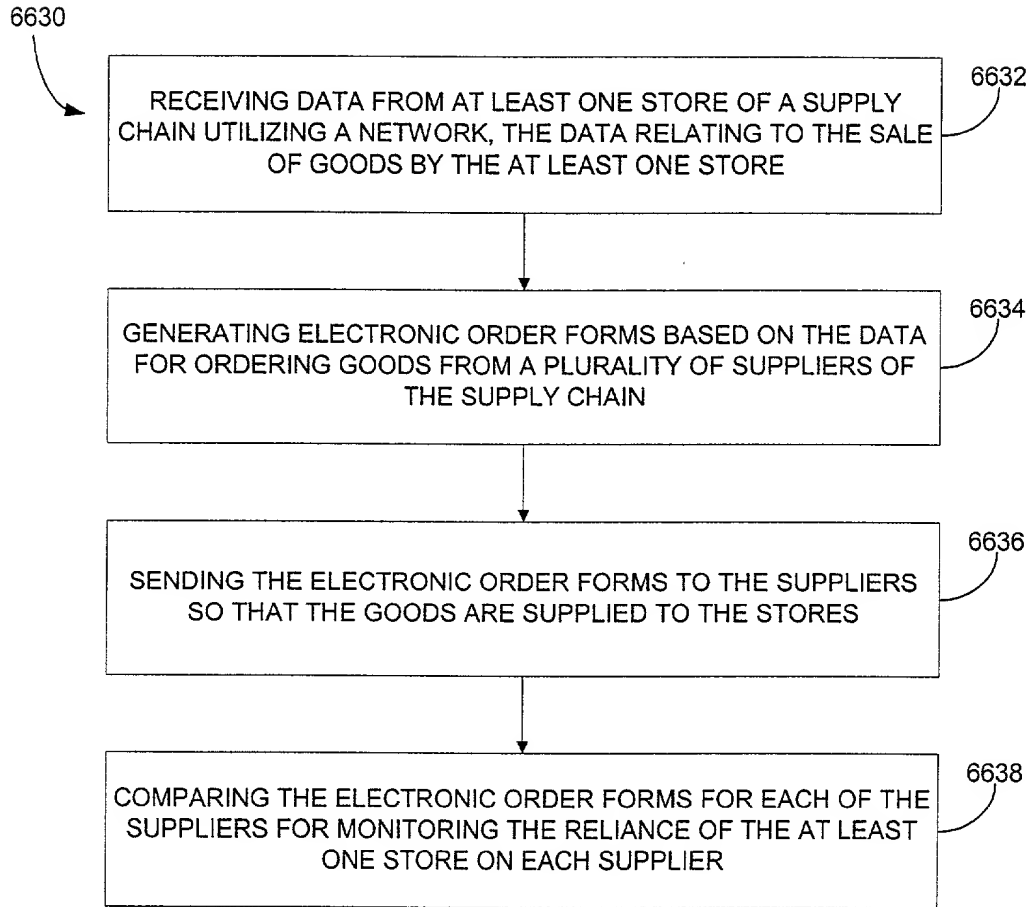 6630
6632
RECEIVING DATA FROM AT LEAST ONE STORE OF A SUPPLY
CHAIN UTILIZING A NETWORK, THE DATA RELATING TO THE SALE
OF GOODS BY THE AT LEAST ONE STORE
6634
GENERATING ELECTRONIC ORDER FORMS BASED ON THE DATA
FOR ORDERING GOODS FROM A PLURALITY OF SUPPLIERS OF
THE SUPPLY CHAIN
6636
SENDING THE ELECTRONIC ORDER FORMS TO THE SUPPLIERS
SO THAT THE GOODS ARE SUPPLIED TO THE STORES
6638
COMPARING THE ELECTRONIC ORDER FORMS FOR EACH OF THE
SUPPLIERS FOR MONITORING THE RELIANCE OF THE AT LEAST
ONE STORE ON EACH SUPPLIER